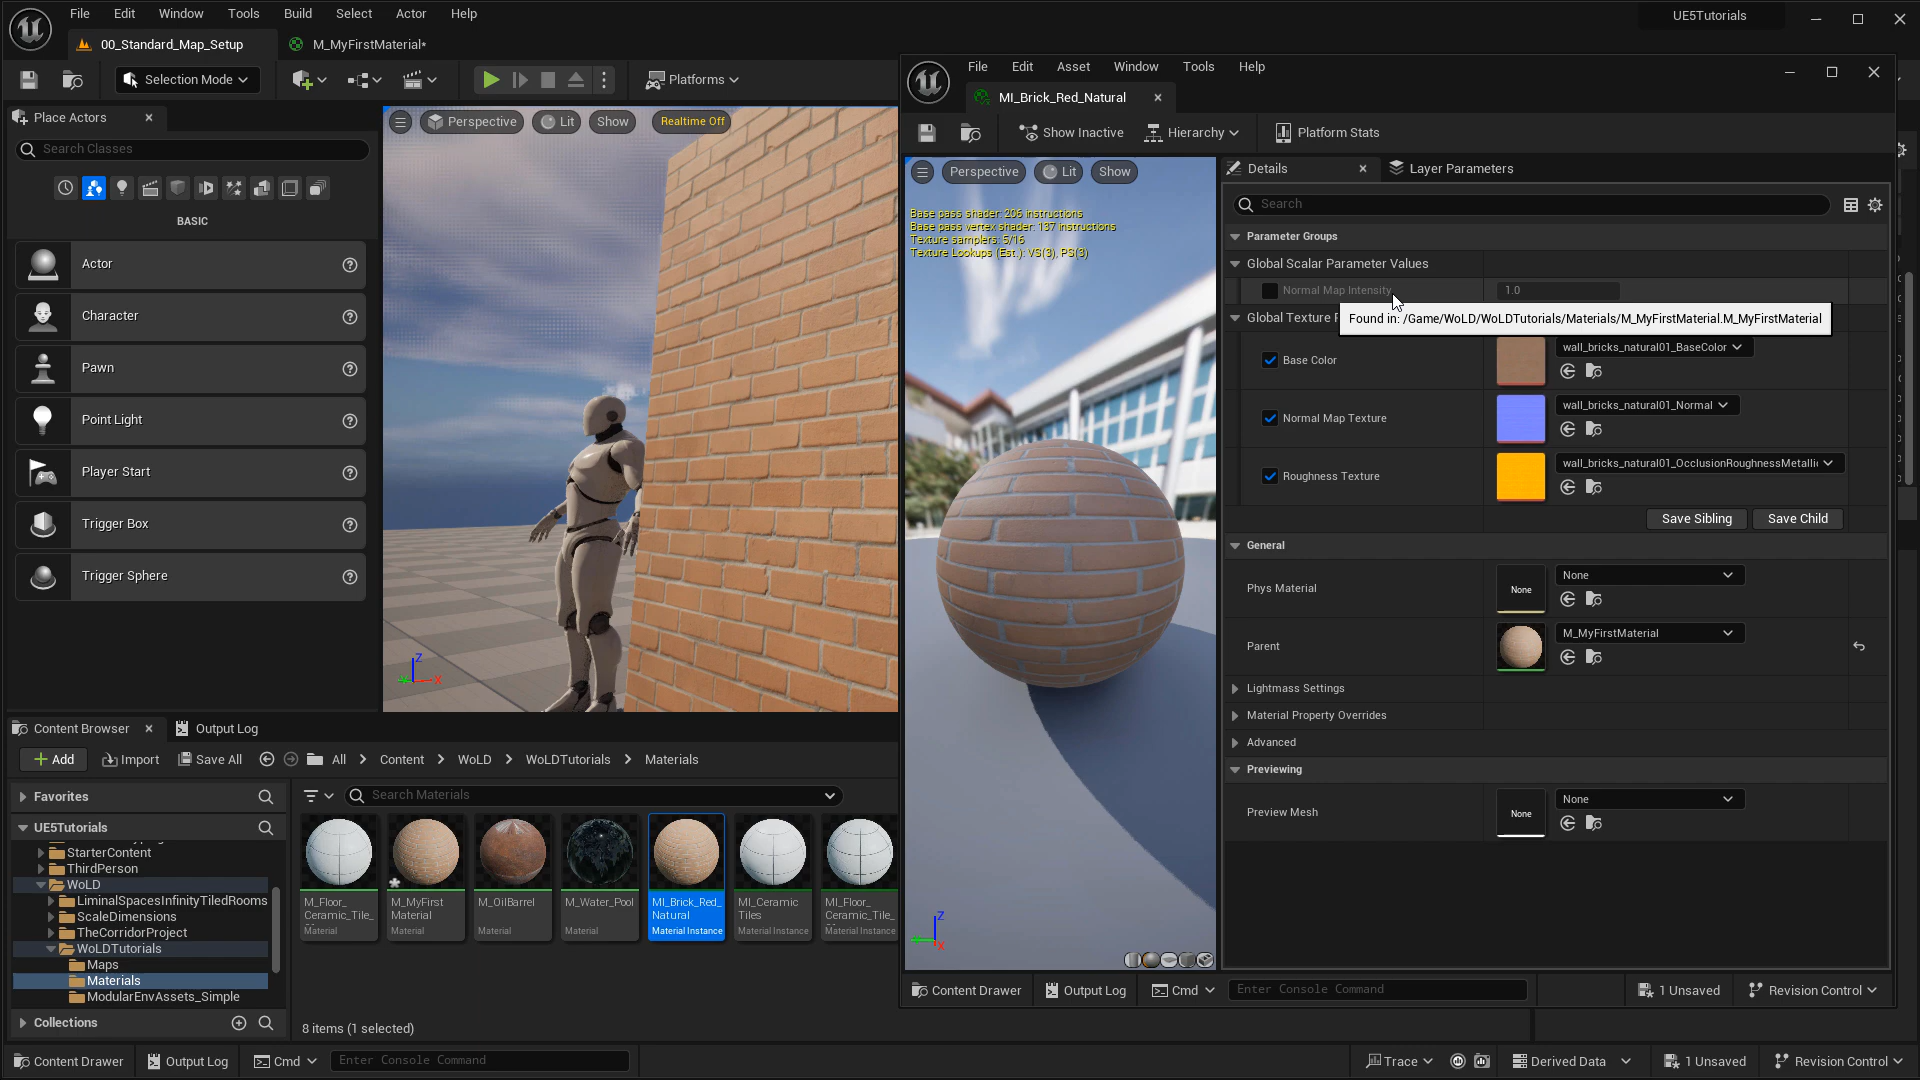 File Edit Window Tools Build Select Actor Help
UE5Tutorials
00_Standard_Map_Setup
M_MyFirstMaterial*
Selection Mode
Platforms
Place Actors
Search Classes
BASIC
Actor
Character
Pawn
Point Light
Player Start
Trigger Box
Trigger Sphere
Perspective
Lit
Show
Realtime Off
Z
X
File Edit Asset Window Tools Help
MI_Brick_Red_Natural
Show Inactive
Hierarchy
Platform Stats
Perspective
Lit
Show
Base pass shader: 206 instructions
Base pass vertex shader: 137 instructions
Texture samplers: 5/16
Texture Lookups (Est.): VS(3), PS(3)
Z
X
Details
Layer Parameters
Search
Parameter Groups
Global Scalar Parameter Values
Normal Map Intensity
1.0
Global Texture
Found in: /Game/WoLD/WoLDTutorials/Materials/M_MyFirstMaterial.M_MyFirstMaterial
Base Color
wall_bricks_natural01_BaseColor
Normal Map Texture
wall_bricks_natural01_Normal
Roughness Texture
wall_bricks_natural01_OcclusionRoughnessMetalli
Save Sibling
Save Child
General
Phys Material
None
None
Parent
M_MyFirstMaterial
Lightmass Settings
Material Property Overrides
Advanced
Previewing
Preview Mesh
None
None
Content Drawer
Output Log
Cmd
Enter Console Command
1 Unsaved
Revision Control
Content Browser
Output Log
Add
Import
Save All
All
Content
WoLD
WoLDTutorials
Materials
Favorites
UE5Tutorials
StarterContent
ThirdPerson
WoLD
LiminalSpacesInfinityTiledRooms
ScaleDimensions
TheCorridorProject
WoLDTutorials
Maps
Materials
ModularEnvAssets_Simple
Collections
Search Materials
M_Floor_
Ceramic_Tile_
Material
M_MyFirst
Material
Material
M_OilBarrel
Material
M_Water_Pool
Material
MI_Brick_Red_
Natural
Material Instance
MI_Ceramic
Tiles
Material Instance
MI_Floor_
Ceramic_Tile_
Material Instance
8 items (1 selected)
Content Drawer
Output Log
Cmd
Enter Console Command
Trace
Derived Data
1 Unsaved
Revision Control